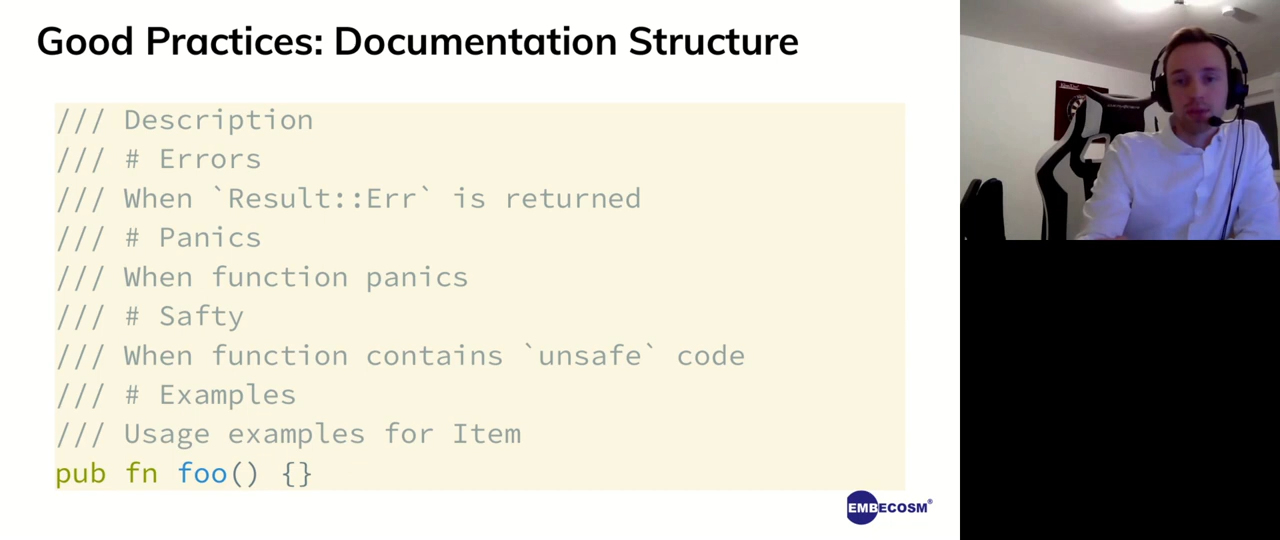 Good Practices: Documentation Structure
/// Description
/// # Errors
/// When `Result::Err` is returned
/// # Panics
/// When function panics
/// # Safty
/// When function contains `unsafe` code
/// # Examples
/// Usage examples for Item
pub fn foo() {}
EMBECOSM®